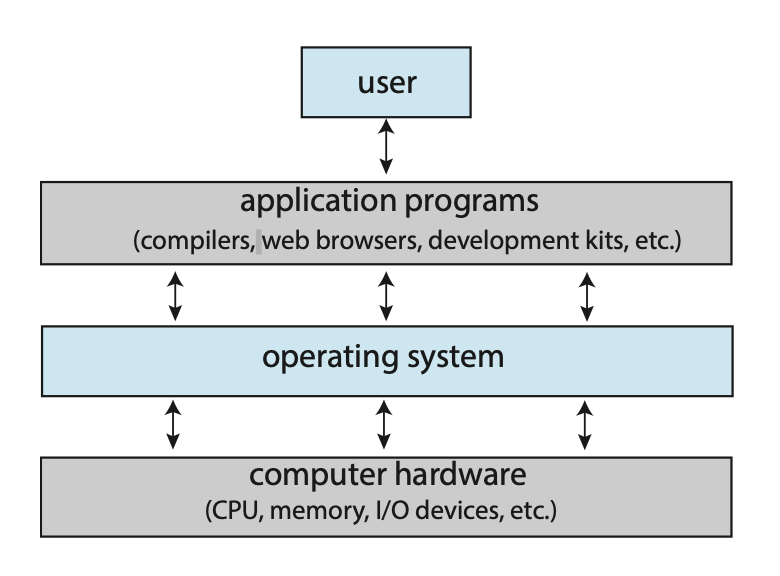 user
application programs
(compilers, web browsers, development kits, etc.)
operating system
computer hardware
(CPU, memory, I/O devices, etc.)